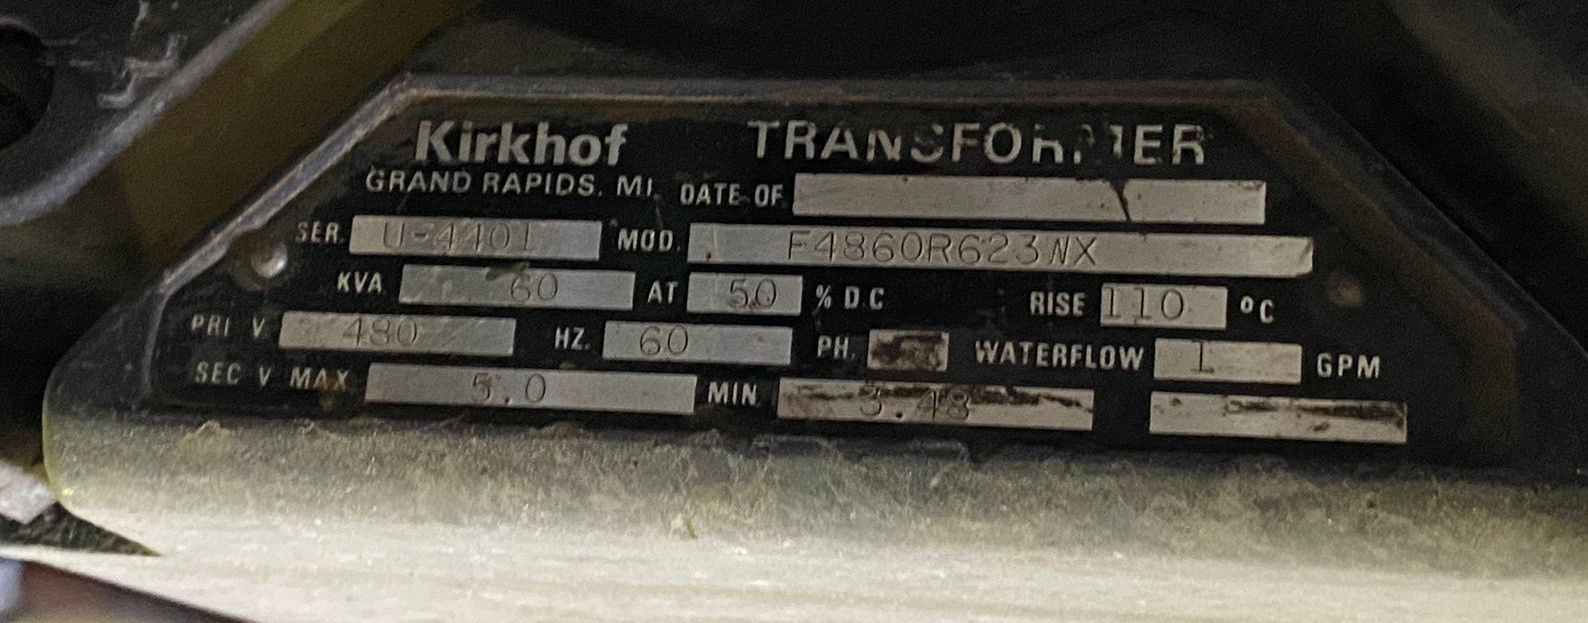 Kirkhof TRANSFORMER
GRAND RAPIDS, MI. DATE OF
SER. U-4401 MOD. F4860R623WX
KVA 60 AT 50 % D.C RISE 110 °C
PRI V 480 HZ. 60 PH. WATERFLOW 1 GPM
SEC V MAX 5.0 MIN 3.48